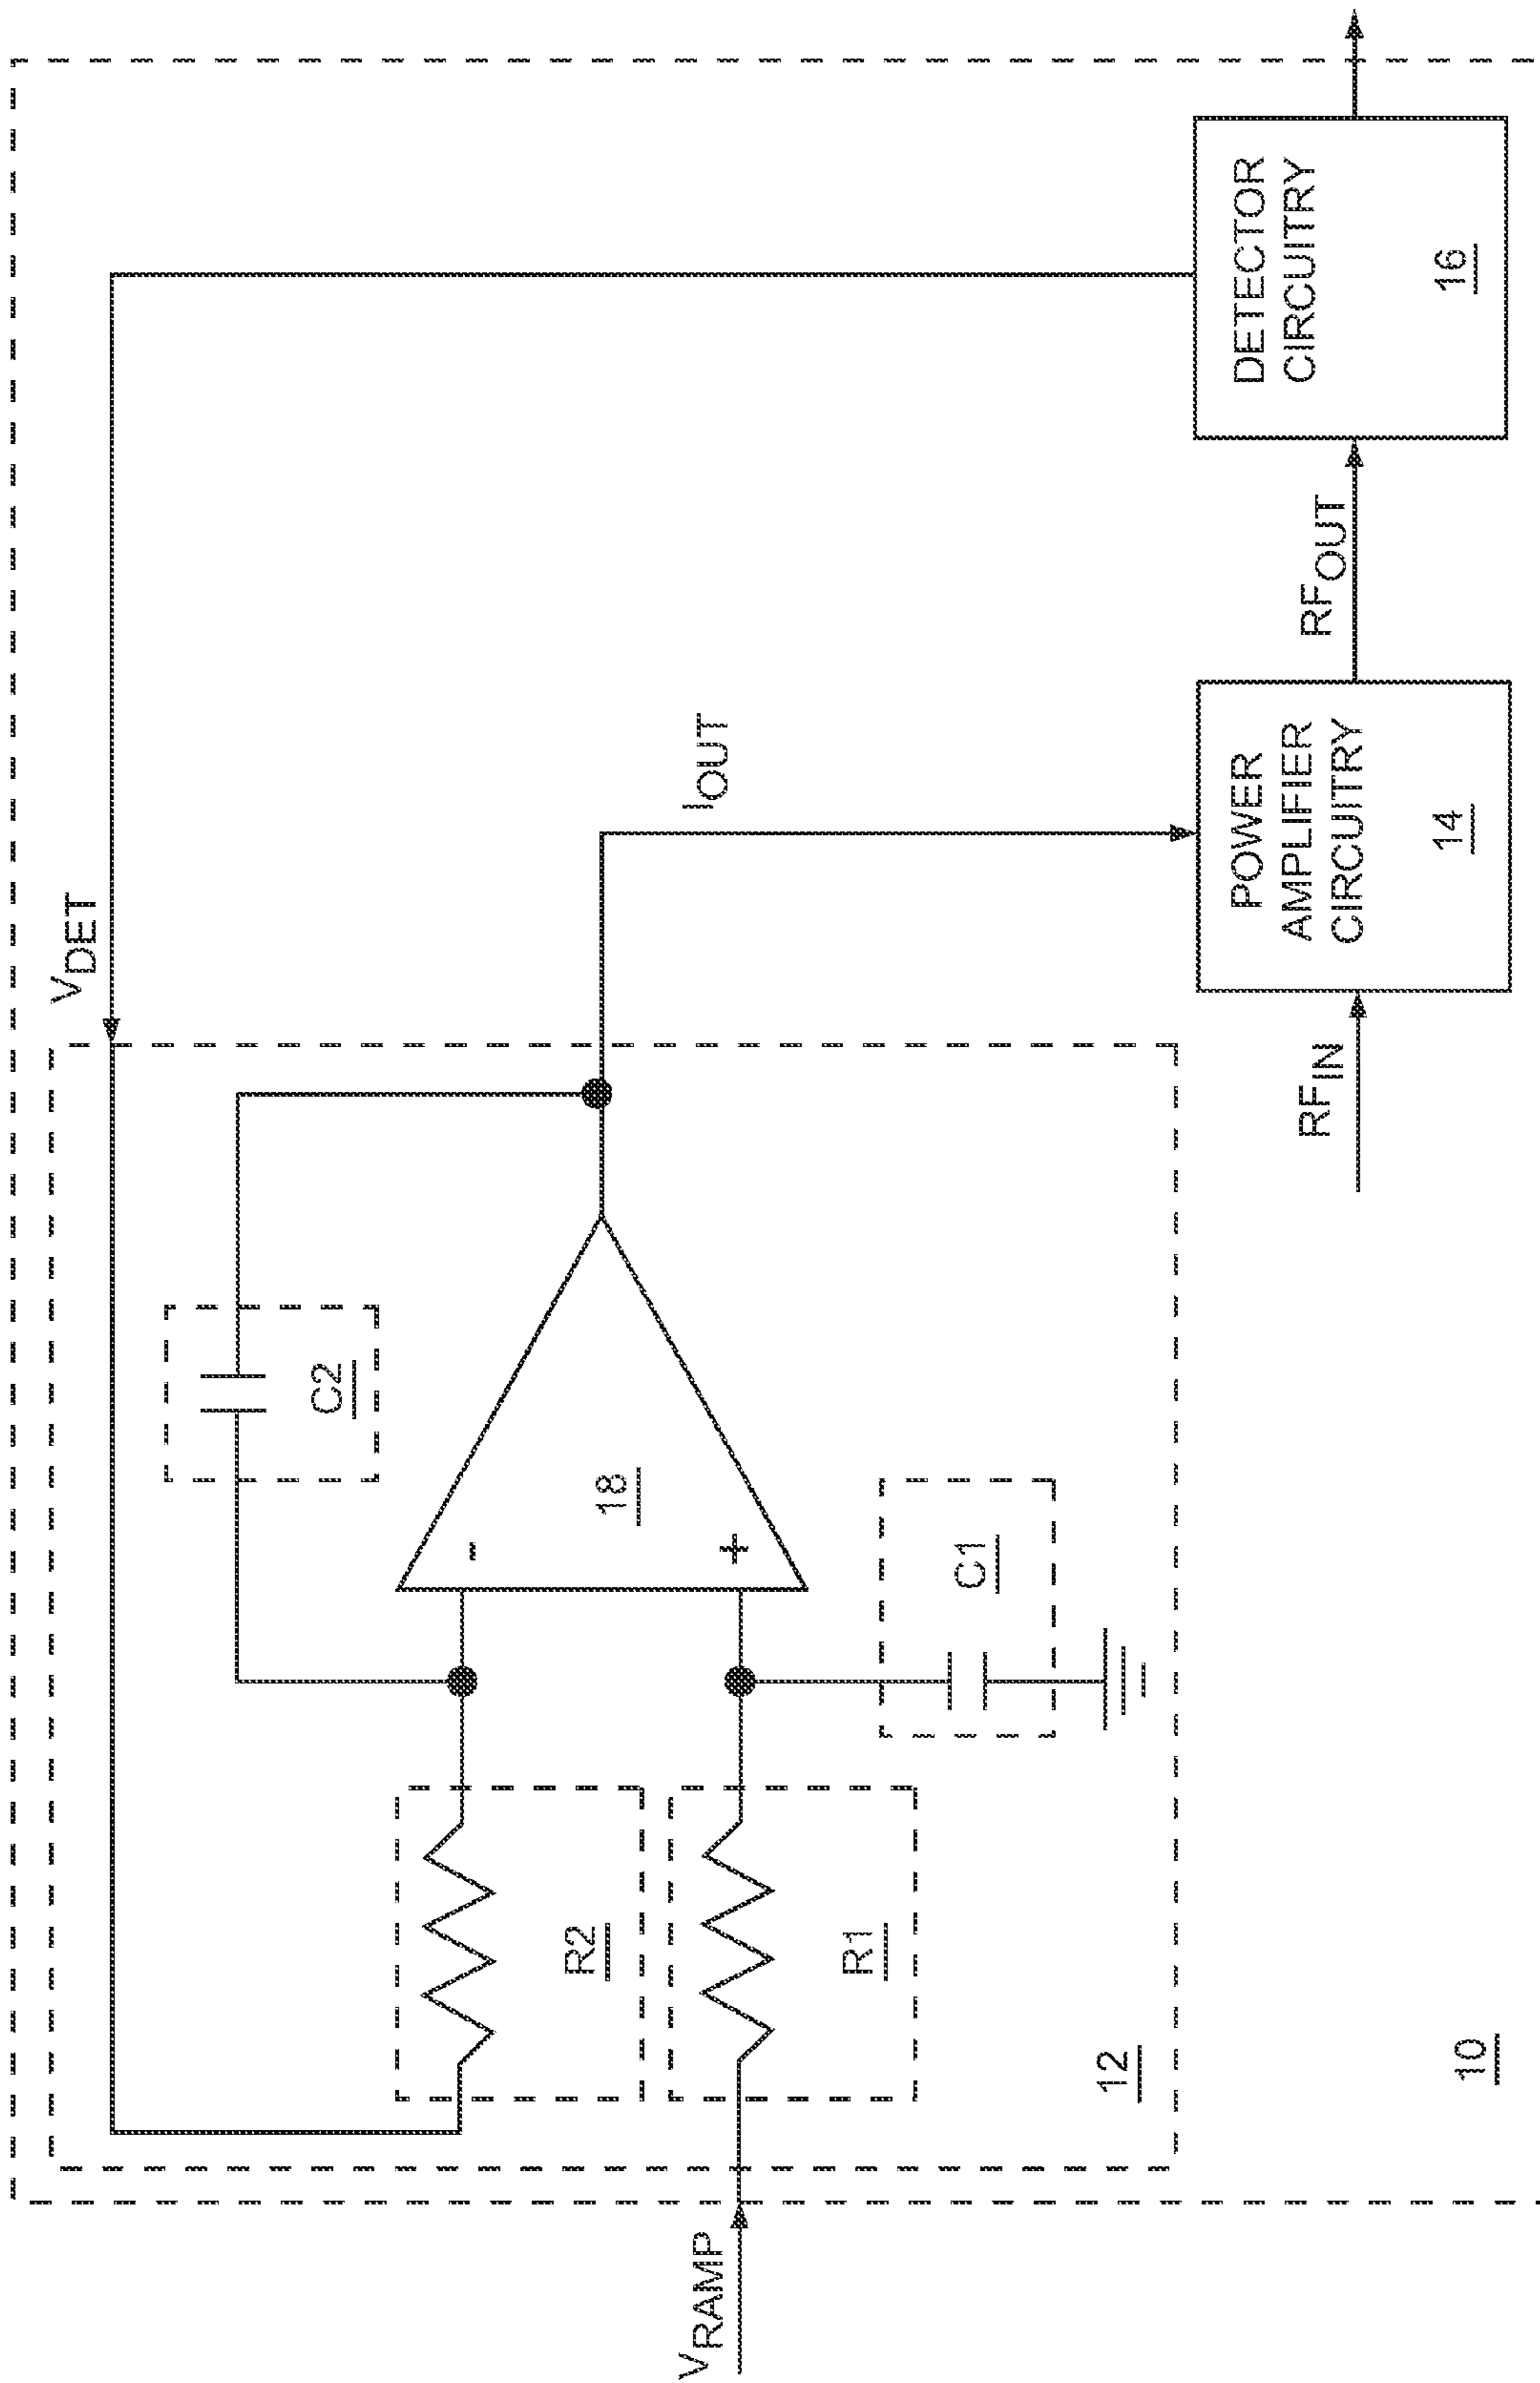 V_DET
C2
R2
18
-
+
I_OUT
V_RAMP
R1
C1
12
DETECTOR
CIRCUITRY
16
POWER
AMPLIFIER
CIRCUITRY
14
RF_IN
RF_OUT
10